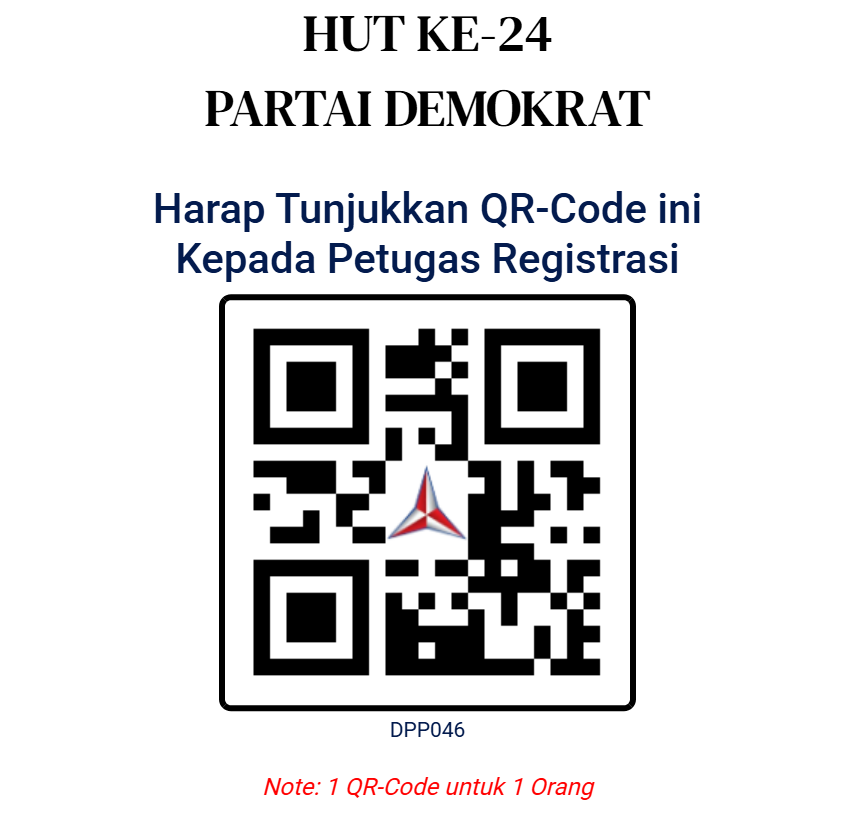 HUT KE-24
PARTAI DEMOKRAT
Harap Tunjukkan QR-Code ini
Kepada Petugas Registrasi
DPP046
Note: 1 QR-Code untuk 1 Orang